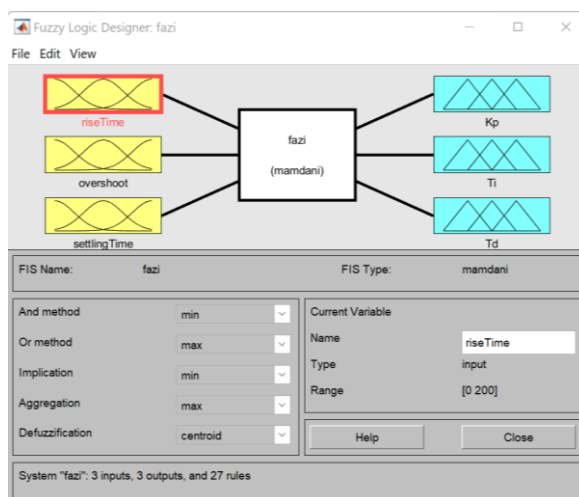 Fuzzy Logic Designer: fazi
File Edit View
riseTime
overshoot
settlingTime
fazi
(mamdani)
Kp
Ti
Td
FIS Name: fazi FIS Type: mamdani
And method min
Or method max
Implication min
Aggregation max
Defuzzification centroid
Current Variable
Name riseTime
Type input
Range [0 200]
Help Close
System "fazi": 3 inputs, 3 outputs, and 27 rules